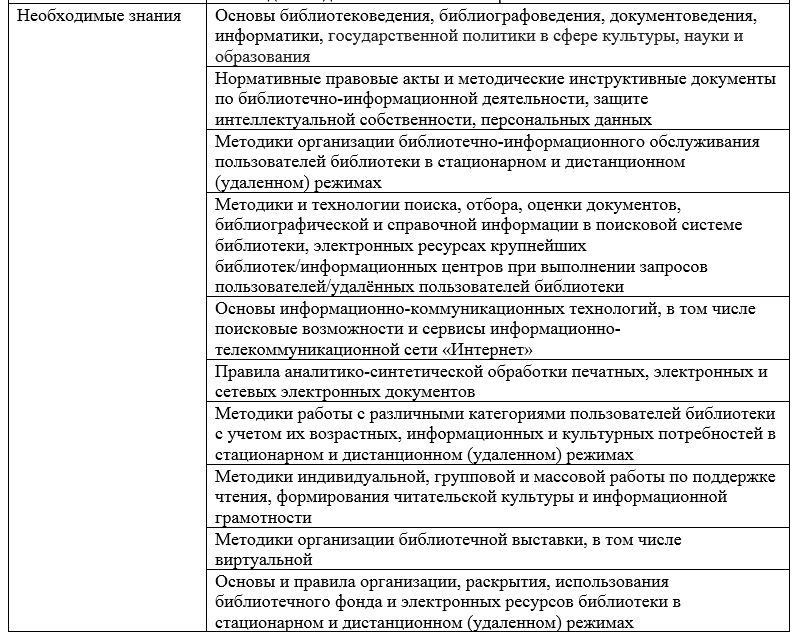 Необходимые знания
Основы библиотековедения, библиографоведения, документоведения,
информатики, государственной политики в сфере культуры, науки и
образования
Нормативные правовые акты и методические инструктивные документы
по библиотечно-информационной деятельности, защите
интеллектуальной собственности, персональных данных
Методики организации библиотечно-информационного обслуживания
пользователей библиотеки в стационарном и дистанционном
(удаленном) режимах
Методики и технологии поиска, отбора, оценки документов,
библиографической и справочной информации в поисковой системе
библиотеки, электронных ресурсах крупнейших
библиотек/информационных центров при выполнении запросов
пользователей/удалённых пользователей библиотеки
Основы информационно-коммуникационных технологий, в том числе
поисковые возможности и сервисы информационно-
телекоммуникационной сети «Интернет»
Правила аналитико-синтетической обработки печатных, электронных и
сетевых электронных документов
Методики работы с различными категориями пользователей библиотеки
с учетом их возрастных, информационных и культурных потребностей в
стационарном и дистанционном (удаленном) режимах
Методики индивидуальной, групповой и массовой работы по поддержке
чтения, формирования читательской культуры и информационной
грамотности
Методики организации библиотечной выставки, в том числе
виртуальной
Основы и правила организации, раскрытия, использования
библиотечного фонда и электронных ресурсов библиотеки в
стационарном и дистанционном (удаленном) режимах